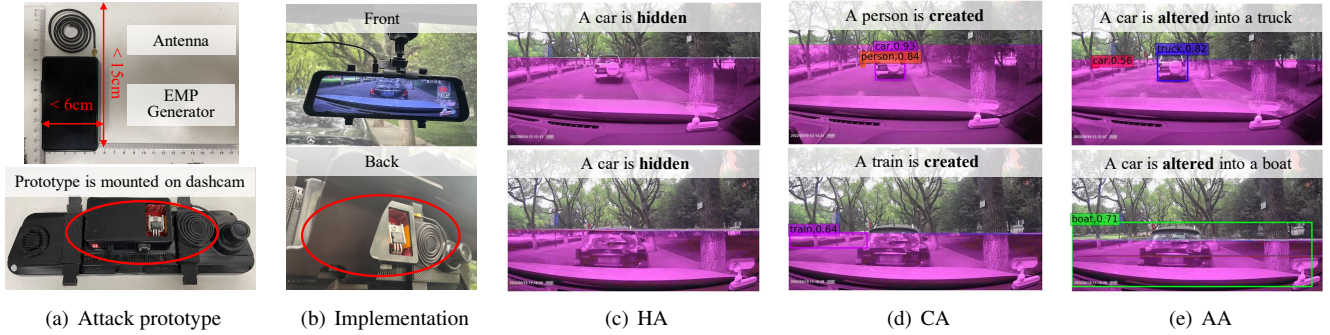 Antenna
< 15cm
< 6cm
EMP
Generator
Prototype is mounted on dashcam
(a) Attack prototype
Front
Back
(b) Implementation
A car is hidden
A car is hidden
(c) HA
A person is created
car,0.93
person,0.84
A train is created
train,0.64
(d) CA
A car is altered into a truck
truck,0.82
car,0.56
A car is altered into a boat
boat,0.71
(e) AA